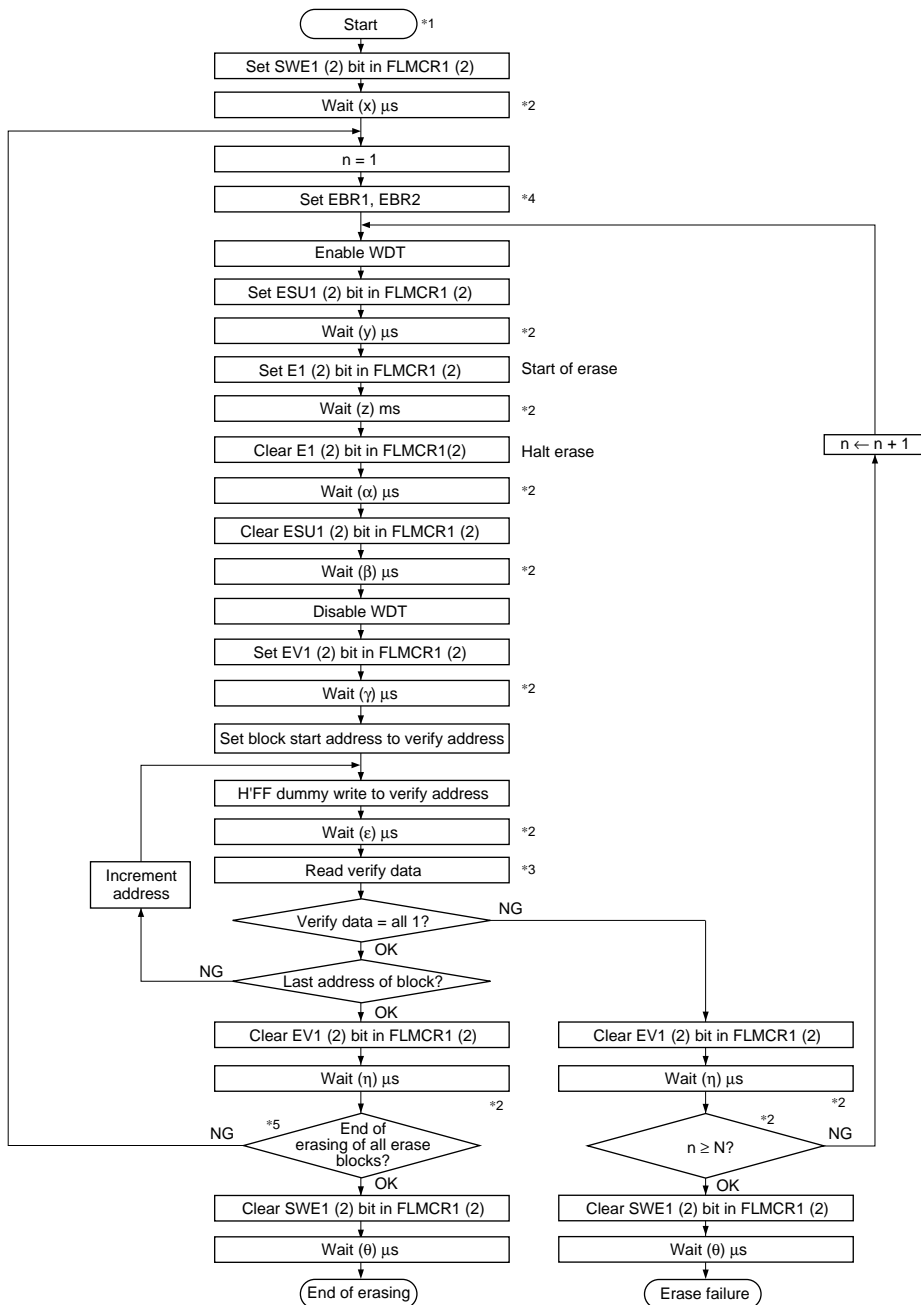 Start *1
Set SWE1 (2) bit in FLMCR1 (2)
Wait (x) μs *2
n = 1
Set EBR1, EBR2 *4
Enable WDT
Set ESU1 (2) bit in FLMCR1 (2)
Wait (y) μs *2
Set E1 (2) bit in FLMCR1 (2) Start of erase
Wait (z) ms *2
Clear E1 (2) bit in FLMCR1(2) Halt erase
n ← n + 1
Wait (α) μs *2
Clear ESU1 (2) bit in FLMCR1 (2)
Wait (β) μs *2
Disable WDT
Set EV1 (2) bit in FLMCR1 (2)
Wait (γ) μs *2
Set block start address to verify address
H'FF dummy write to verify address
Wait (ε) μs *2
Read verify data *3
Increment
address
Verify data = all 1?
NG
OK
NG
Last address of block?
OK
Clear EV1 (2) bit in FLMCR1 (2)
Wait (η) μs
*2
NG
*5
End of
erasing of all erase
blocks?
OK
Clear SWE1 (2) bit in FLMCR1 (2)
Wait (θ) μs
End of erasing
Clear EV1 (2) bit in FLMCR1 (2)
Wait (η) μs
*2
*2
n ≥ N?
NG
OK
Clear SWE1 (2) bit in FLMCR1 (2)
Wait (θ) μs
Erase failure